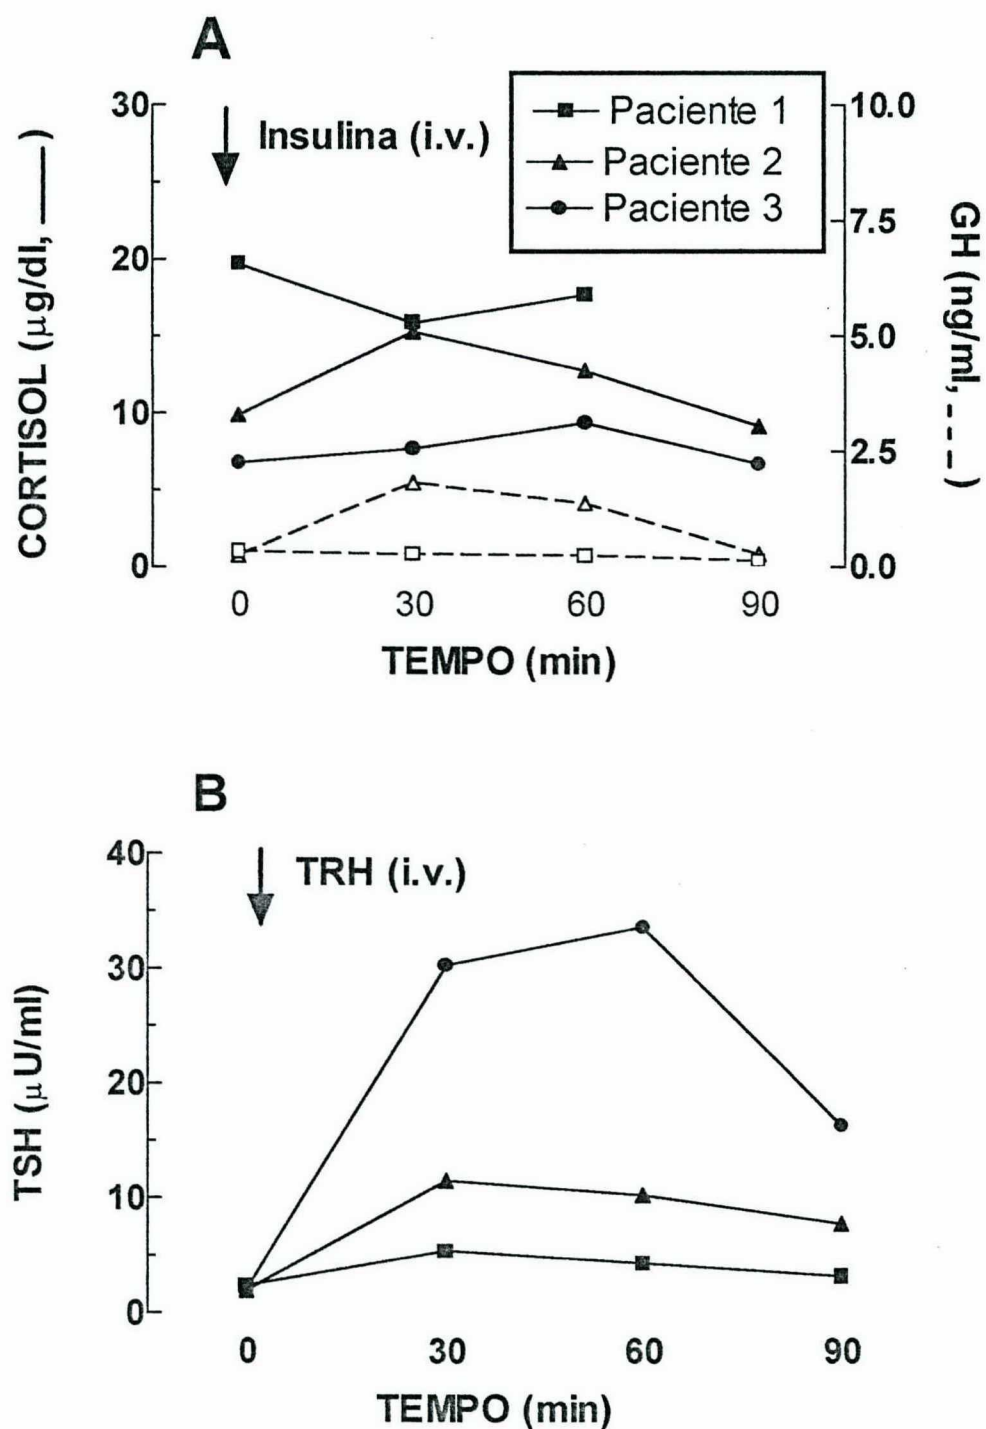 A
Insulina (i.v.)
Paciente 1
Paciente 2
Paciente 3
CORTISOL (µg/dl, ___)
30
20
10
0
GH (ng/ml, _ _ _)
10.0
7.5
5.0
2.5
0.0
0 30 60 90
TEMPO (min)
B
TRH (i.v.)
TSH (µU/ml)
40
30
20
10
0
0 30 60 90
TEMPO (min)